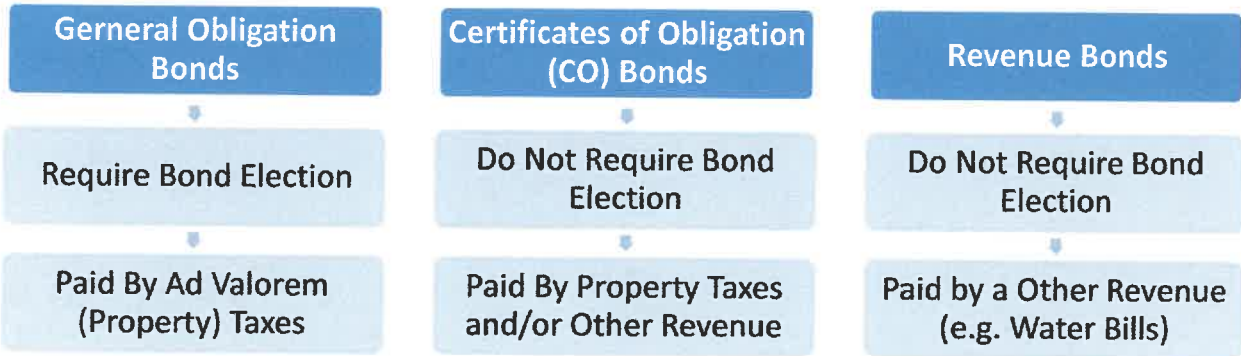 Gerneral Obligation
Bonds
Require Bond Election
Paid By Ad Valorem
(Property) Taxes
Certificates of Obligation
(CO) Bonds
Do Not Require Bond
Election
Paid By Property Taxes
and/or Other Revenue
Revenue Bonds
Do Not Require Bond
Election
Paid by a Other Revenue
(e.g. Water Bills)